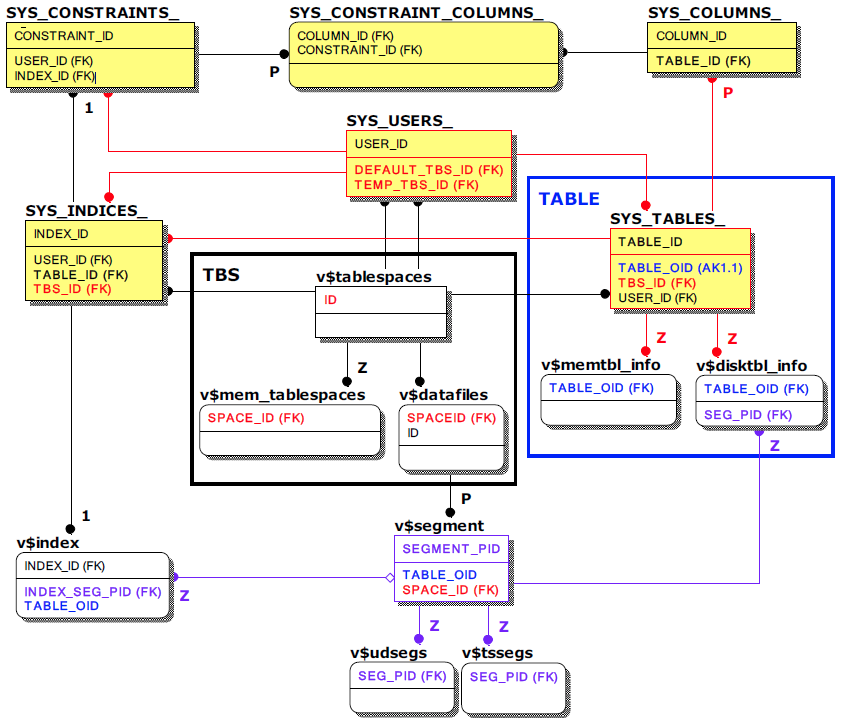 SYS_CONSTRAINTS_
CONSTRAINT_ID
USER_ID (FK)
INDEX_ID (FK)
SYS_CONSTRAINT_COLUMNS_
COLUMN_ID (FK)
CONSTRAINT_ID (FK)
SYS_COLUMNS_
COLUMN_ID
TABLE_ID (FK)
P
1
P
SYS_USERS_
USER_ID
DEFAULT_TBS_ID (FK)
TEMP_TBS_ID (FK)
SYS_INDICES_
INDEX_ID
USER_ID (FK)
TABLE_ID (FK)
TBS_ID (FK)
TABLE
SYS_TABLES_
TABLE_ID
TABLE_OID (AK1.1)
TBS_ID (FK)
USER_ID (FK)
Z
Z
v$memtbl_info
TABLE_OID (FK)
v$disktbl_info
TABLE_OID (FK)
SEG_PID (FK)
Z
TBS
v$tablespaces
ID
Z
v$mem_tablespaces
SPACE_ID (FK)
v$datafiles
SPACEID (FK)
ID
P
1
v$index
INDEX_ID (FK)
INDEX_SEG_PID (FK)
TABLE_OID
Z
v$segment
SEGMENT_PID
TABLE_OID
SPACE_ID (FK)
Z
Z
v$udsegs
SEG_PID (FK)
v$tssegs
SEG_PID (FK)